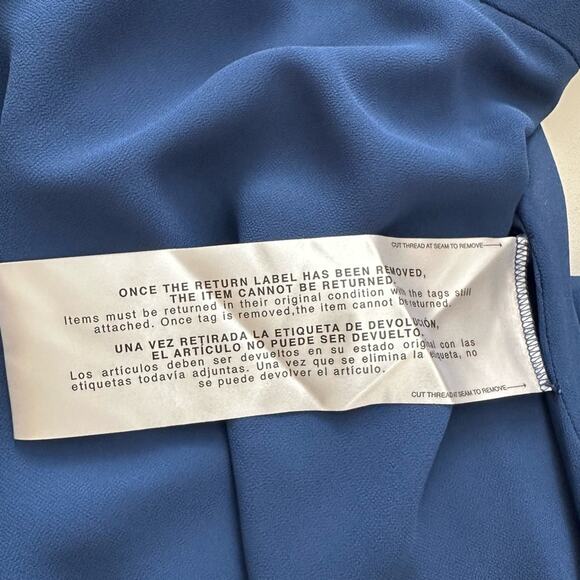 CUT THREAD AT SEAM TO REMOVE
ONCE THE RETURN LABEL HAS BEEN REMOVED,
THE ITEM CANNOT BE RETURNED.
Items must be returned in their original condition with the tags still
attached. Once tag is removed,the item cannot be returned.
UNA VEZ RETIRADA LA ETIQUETA DE DEVOLUCIÓN,
EL ARTÍCULO NO PUEDE SER DEVUELTO.
Los artículos deben ser devueltos en su estado original con las
etiquetas todavía adjuntas. Una vez que se elimina la etiqueta, no
se puede devolver el artículo.
CUT THREAD AT SEAM TO REMOVE